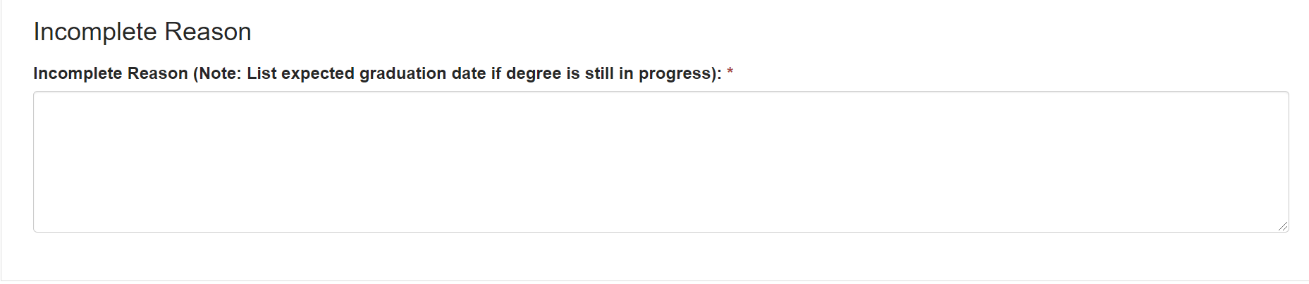 Incomplete Reason
Incomplete Reason (Note: List expected graduation date if degree is still in progress): *